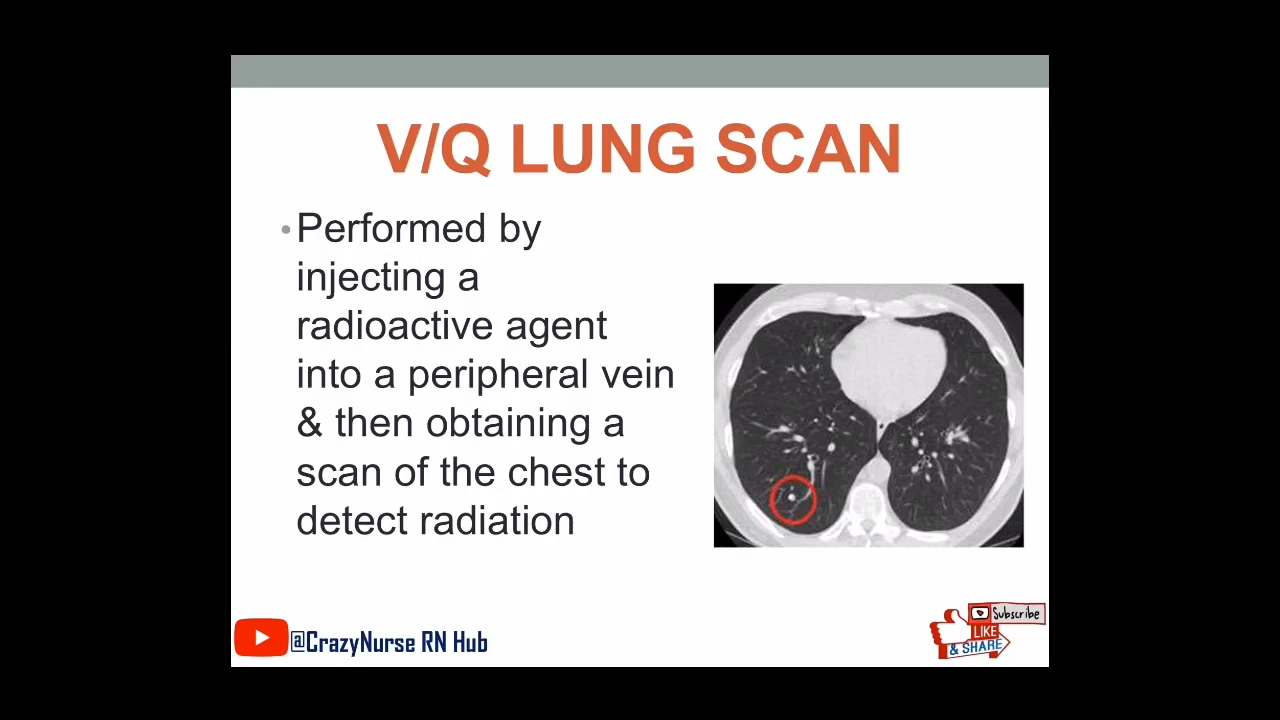 V/Q LUNG SCAN
•Performed by
injecting a
radioactive agent
into a peripheral vein
& then obtaining a
scan of the chest to
detect radiation
@CrazyNurse RN Hub
Subscribe
LIKE
& SHARE